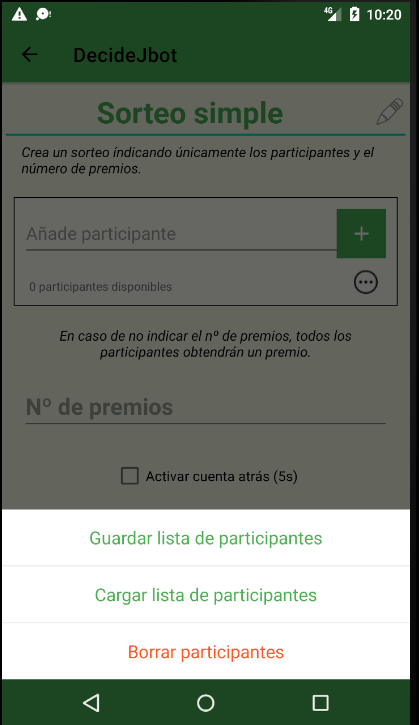 4G 10:20
DecideJbot
Sorteo simple
Crea un sorteo indicando únicamente los participantes y el
número de premios.
Añade participante
+
0 participantes disponibles
En caso de no indicar el nº de premios, todos los
participantes obtendrán un premio.
Nº de premios
Activar cuenta atrás (5s)
Guardar lista de participantes
Cargar lista de participantes
Borrar participantes